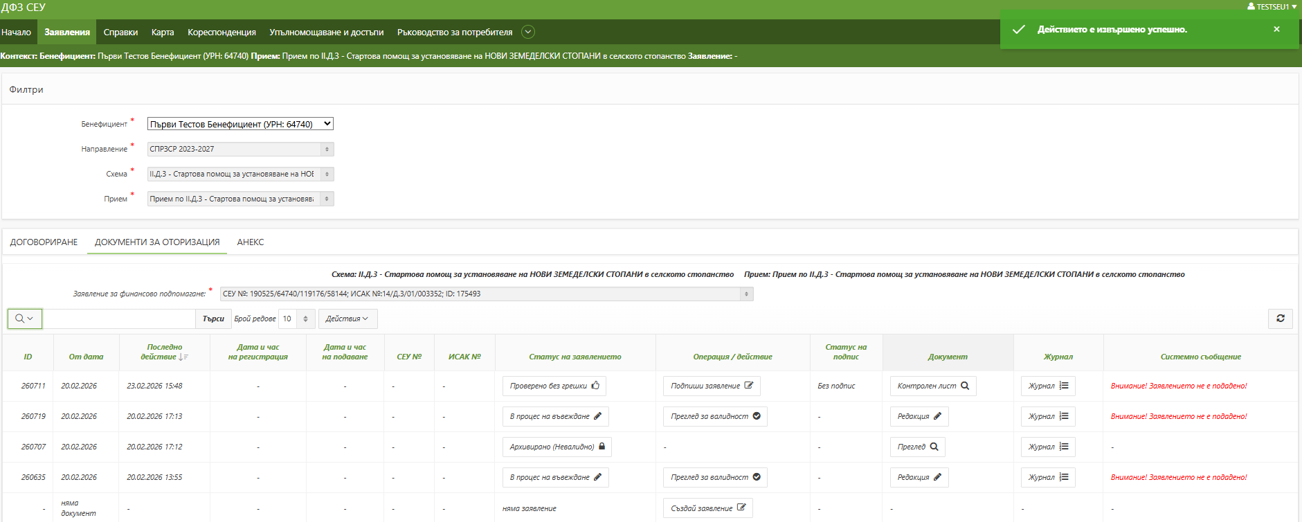 ДФЗ СЕУ
TESTSEU1
Начало Заявления Справки Карта Кореспонденция Упълномощаване и достъпи Ръководство за потребителя
Действието е извършено успешно. ×
Контекст: Бенефициент: Първи Тестов Бенефициент (УРН: 64740) Прием: Прием по II.Д.3 - Стартова помощ за установяване на НОВИ ЗЕМЕДЕЛСКИ СТОПАНИ в селското стопанство Заявление: -
Филтри
Бенефициент * Първи Тестов Бенефициент (УРН: 64740)
Направление * СПРЗСР 2023-2027
Схема * II.Д.3 - Стартова помощ за установяване на НОВ
Прием * Прием по II.Д.3 - Стартова помощ за установява
ДОГОВОРИРАНЕ ДОКУМЕНТИ ЗА ОТОРИЗАЦИЯ АНЕКС
Схема: II.Д.3 - Стартова помощ за установяване на НОВИ ЗЕМЕДЕЛСКИ СТОПАНИ в селското стопанство Прием: Прием по II.Д.3 - Стартова помощ за установяване на НОВИ ЗЕМЕДЕЛСКИ СТОПАНИ в селското стопанство
Заявление за финансово подпомагане: * СЕУ №: 190525/64740/119176/58144; ИСАК №:14/Д.3/01/003352; ID: 175493
Търси Брой редове 10 Действия
ID От дата Последно действие Дата и час на регистрация Дата и час на подаване СЕУ № ИСАК № Статус на заявлението Операция / действие Статус на подпис Документ Журнал Системно съобщение
260711 20.02.2026 23.02.2026 15:48 - - - - Проверено без грешки Подпиши заявление Без подпис Контролен лист Журнал Внимание! Заявлението не е подадено!
260719 20.02.2026 20.02.2026 17:13 - - - - В процес на въвеждане Преглед за валидност - Редакция Журнал Внимание! Заявлението не е подадено!
260707 20.02.2026 20.02.2026 17:12 - - - - Архивирано (Невалидно) - - Преглед Журнал -
260635 20.02.2026 20.02.2026 13:55 - - - - В процес на въвеждане Преглед за валидност - Редакция Журнал Внимание! Заявлението не е подадено!
- няма документ - - - - - няма заявление Създай заявление - - - -